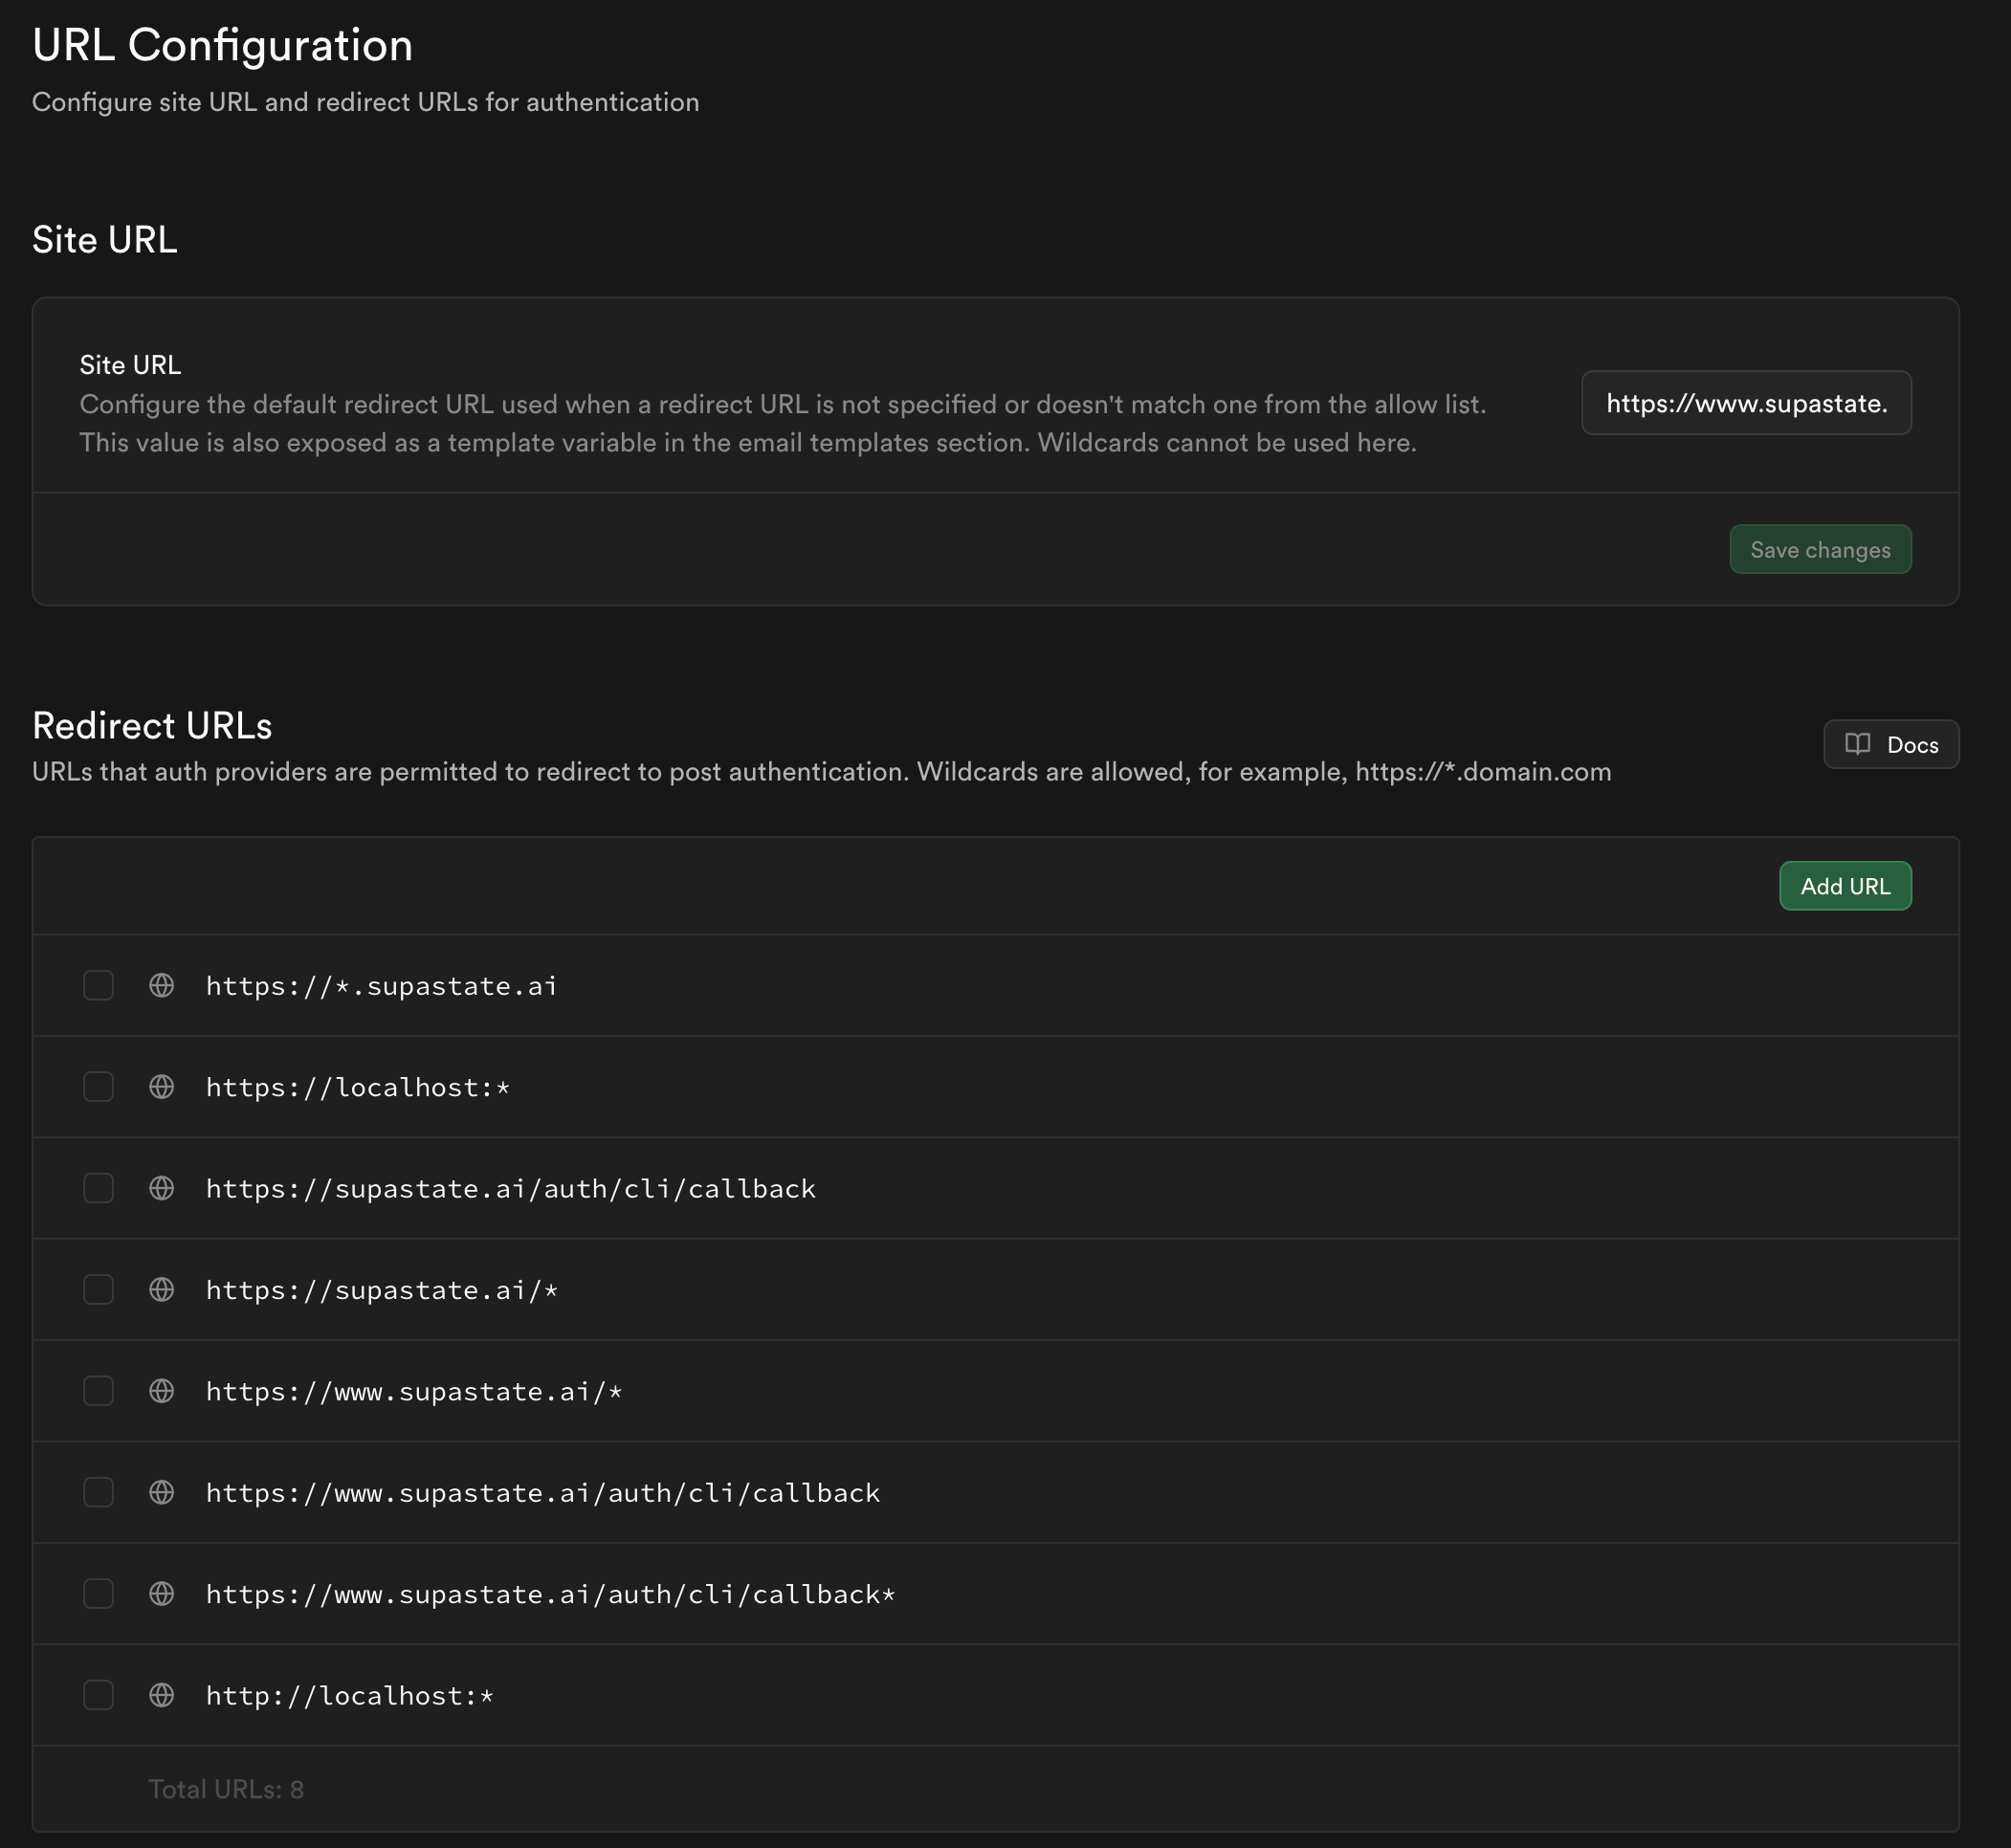 URL Configuration
Configure site URL and redirect URLs for authentication
Site URL
Site URL
Configure the default redirect URL used when a redirect URL is not specified or doesn't match one from the allow list.
This value is also exposed as a template variable in the email templates section. Wildcards cannot be used here.
https://www.supastate.
Save changes
Redirect URLs
URLs that auth providers are permitted to redirect to post authentication. Wildcards are allowed, for example, https://*.domain.com
Docs
Add URL
https://*.supastate.ai
https://localhost:*
https://supastate.ai/auth/cli/callback
https://supastate.ai/*
https://www.supastate.ai/*
https://www.supastate.ai/auth/cli/callback
https://www.supastate.ai/auth/cli/callback*
http://localhost:*
Total URLs: 8